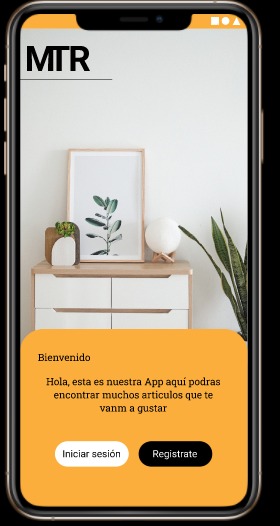 MTR
Bienvenido
Hola, esta es nuestra App aquí podras
encontrar muchos articulos que te
vanm a gustar
Iniciar sesión
Registrate